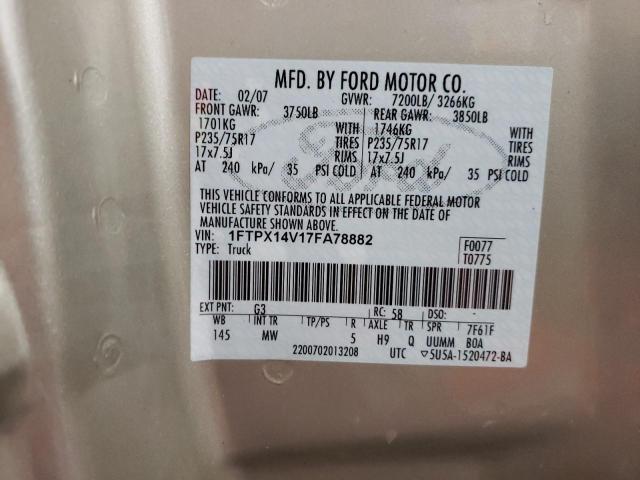 MFD. BY FORD MOTOR CO.
DATE: 02/07 GVWR: 7200LB/ 3266KG
FRONT GAWR: 3750LB REAR GAWR: 3850LB
1701KG WITH 1746KG WITH
P235/75R17 TIRES P235/75R17 TIRES
17x7.5J RIMS 17x7.5J RIMS
AT 240 kPa/ 35 PSI COLD AT 240 kPa/ 35 PSI COLD
THIS VEHICLE CONFORMS TO ALL APPLICABLE FEDERAL MOTOR
VEHICLE SAFETY STANDARDS IN EFFECT ON THE DATE OF
MANUFACTURE SHOWN ABOVE.
VIN: 1FTPX14V17FA78882 F0077
TYPE: Truck T0775
Ford
EXT PNT: G3 RC: 58 DSO: -
WB INT TR TP/PS R AXLE TR SPR 7F61F
145 MW 5 H9 Q UUMM BOA
2200702013208 UTC ▽5U5A-1520472-BA